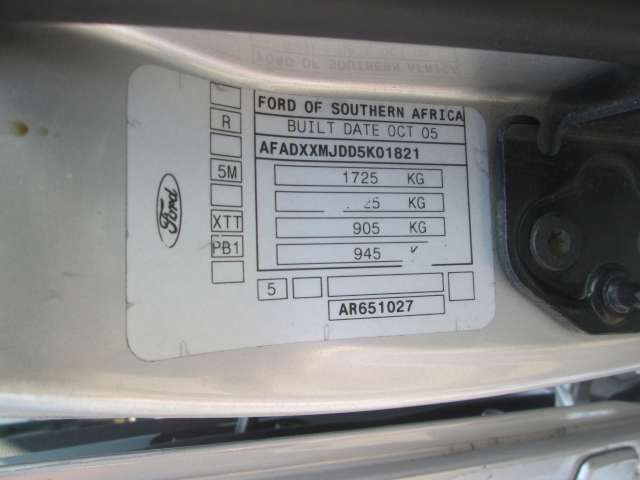 FORD OF SOUTHERN AFRICA
BUILT DATE OCT 05
AFADXXMJDD5K01821
1725 KG
KG
905 KG
945
R
5M
XTT
PB1
Ford
5
AR651027